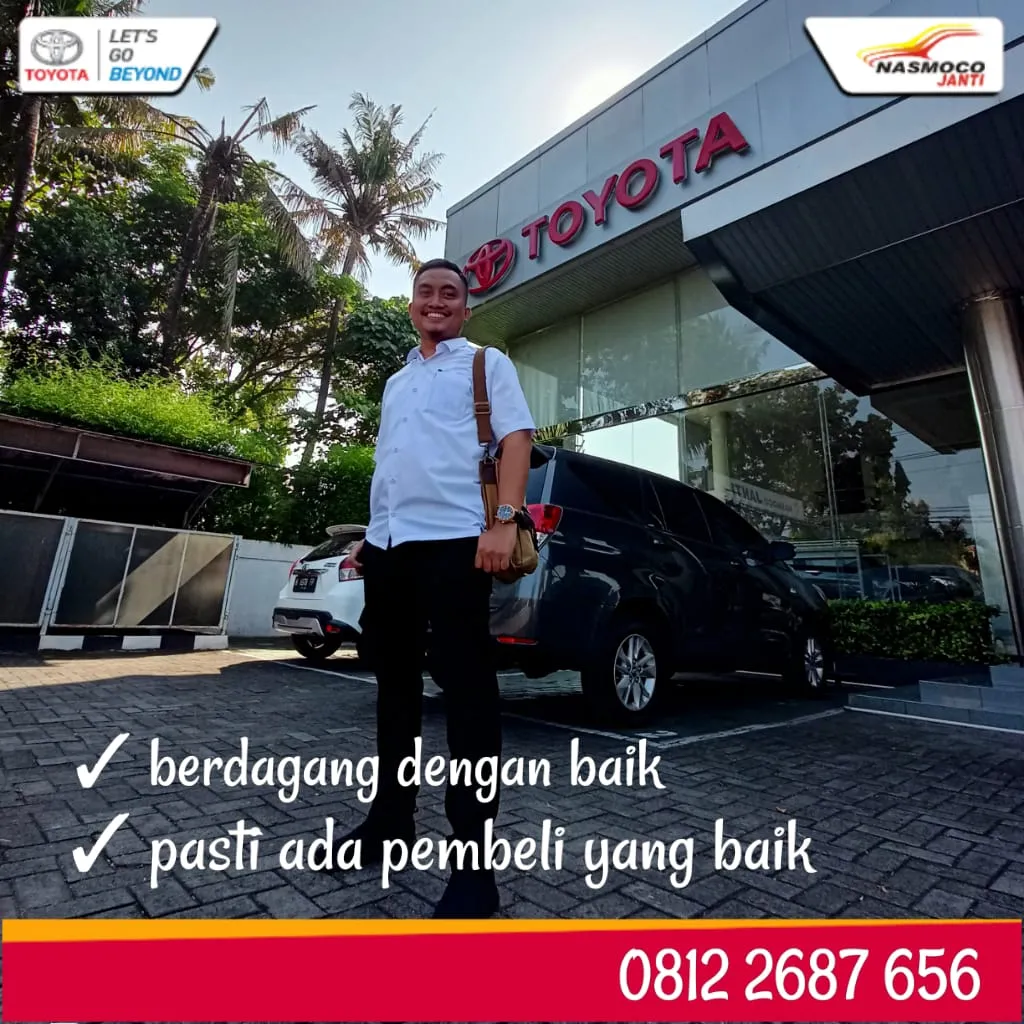 TOYOTA
LET'S
GO
BEYOND
NASMOCO
JANTI
TOYOTA
✓ berdagang dengan baik
✓ pasti ada pembeli yang baik
0812 2687 656